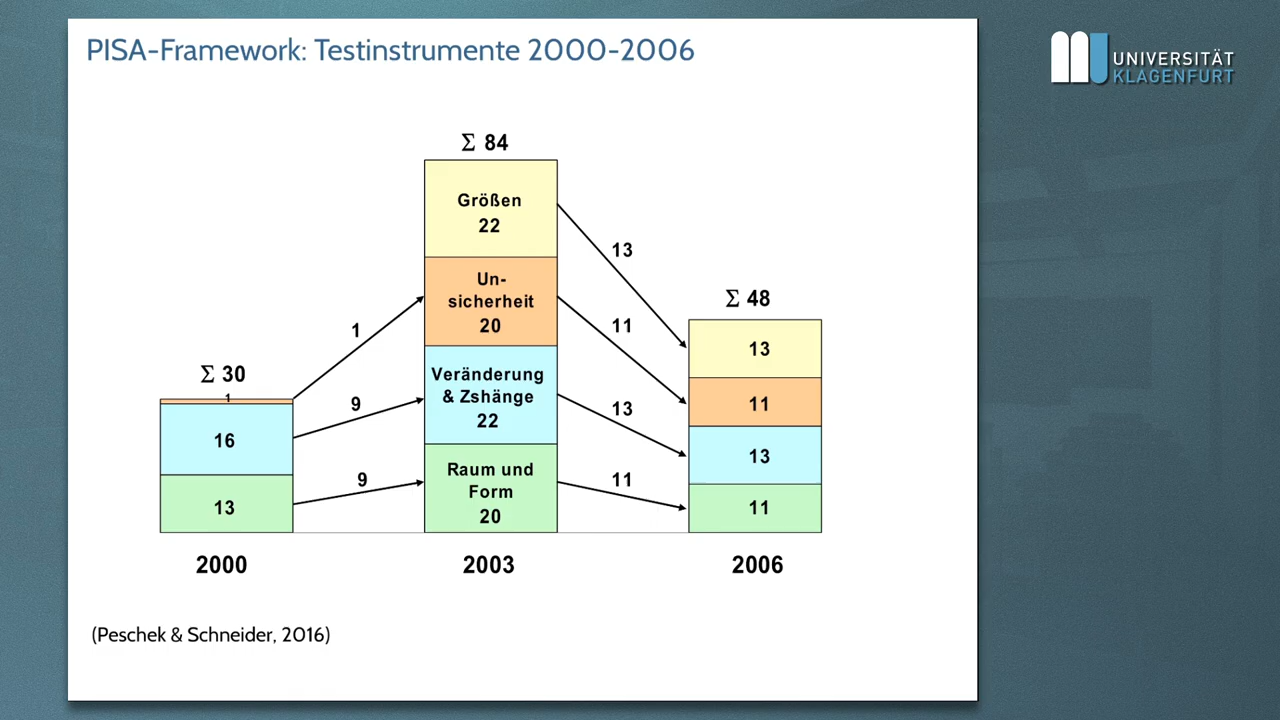 PISA-Framework: Testinstrumente 2000-2006
UNIVERSITÄT
KLAGENFURT
Σ 84
Größen
22
13
Un-
sicherheit
20
Σ 48
1
11
13
Σ 30
1
Veränderung
& Zshänge
22
9
13
11
16
13
Raum und
Form
20
9
11
13
11
2000
2003
2006
(Peschek & Schneider, 2016)